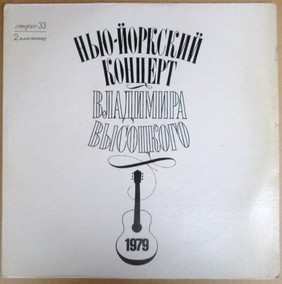 стерео 33
2 пластинки
НЬЮ-ЙОРКСКИЙ
КОНЦЕРТ
ВЛАДИМИРА
ВЫСОЦКОГО
1979